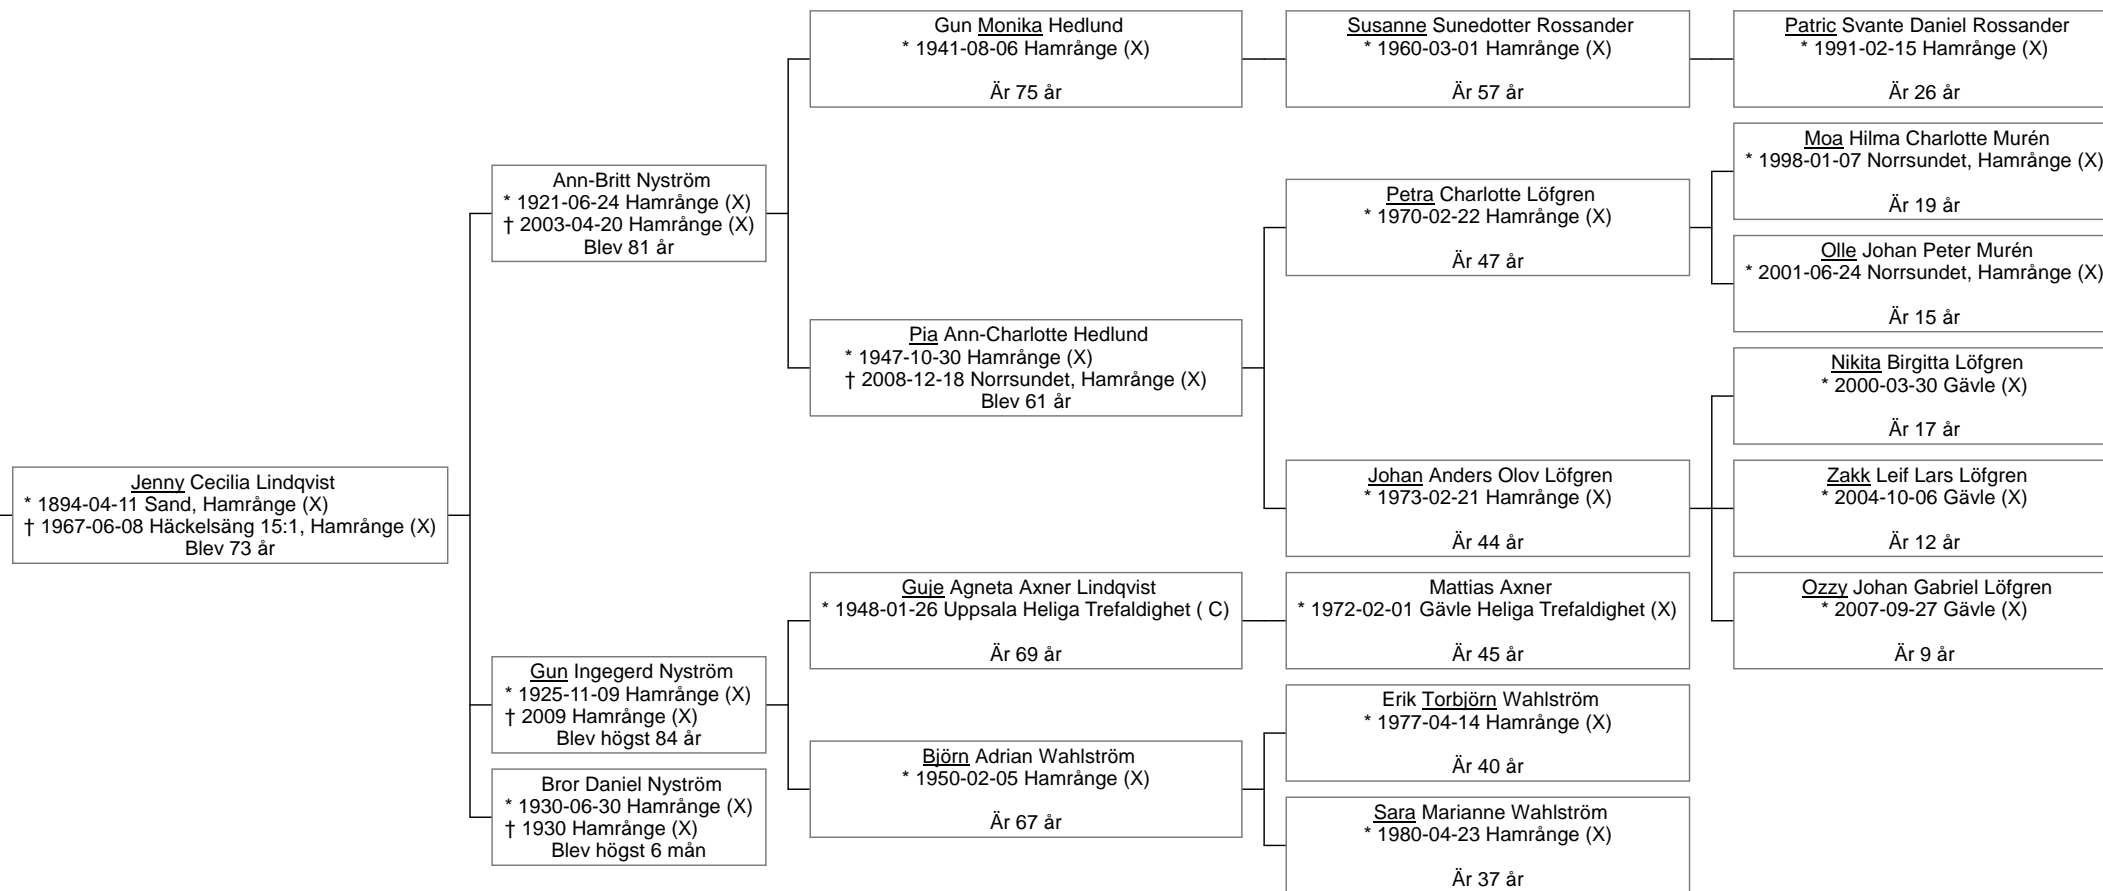 Jenny Cecilia Lindqvist
* 1894-04-11 Sand, Hamrånge (X)
† 1967-06-08 Häckelsäng 15:1, Hamrånge (X)
Blev 73 år
Ann-Britt Nyström
* 1921-06-24 Hamrånge (X)
† 2003-04-20 Hamrånge (X)
Blev 81 år
Gun Ingegerd Nyström
* 1925-11-09 Hamrånge (X)
† 2009 Hamrånge (X)
Blev högst 84 år
Bror Daniel Nyström
* 1930-06-30 Hamrånge (X)
† 1930 Hamrånge (X)
Blev högst 6 mån
Gun Monika Hedlund
* 1941-08-06 Hamrånge (X)
Är 75 år
Pia Ann-Charlotte Hedlund
* 1947-10-30 Hamrånge (X)
† 2008-12-18 Norrsundet, Hamrånge (X)
Blev 61 år
Guje Agneta Axner Lindqvist
* 1948-01-26 Uppsala Heliga Trefaldighet ( C)
Är 69 år
Björn Adrian Wahlström
* 1950-02-05 Hamrånge (X)
Är 67 år
Susanne Sunedotter Rossander
* 1960-03-01 Hamrånge (X)
Är 57 år
Petra Charlotte Löfgren
* 1970-02-22 Hamrånge (X)
Är 47 år
Johan Anders Olov Löfgren
* 1973-02-21 Hamrånge (X)
Är 44 år
Mattias Axner
* 1972-02-01 Gävle Heliga Trefaldighet (X)
Är 45 år
Erik Torbjörn Wahlström
* 1977-04-14 Hamrånge (X)
Är 40 år
Sara Marianne Wahlström
* 1980-04-23 Hamrånge (X)
Är 37 år
Patric Svante Daniel Rossander
* 1991-02-15 Hamrånge (X)
Är 26 år
Moa Hilma Charlotte Murén
* 1998-01-07 Norrsundet, Hamrånge (X)
Är 19 år
Olle Johan Peter Murén
* 2001-06-24 Norrsundet, Hamrånge (X)
Är 15 år
Nikita Birgitta Löfgren
* 2000-03-30 Gävle (X)
Är 17 år
Zakk Leif Lars Löfgren
* 2004-10-06 Gävle (X)
Är 12 år
Ozzy Johan Gabriel Löfgren
* 2007-09-27 Gävle (X)
Är 9 år